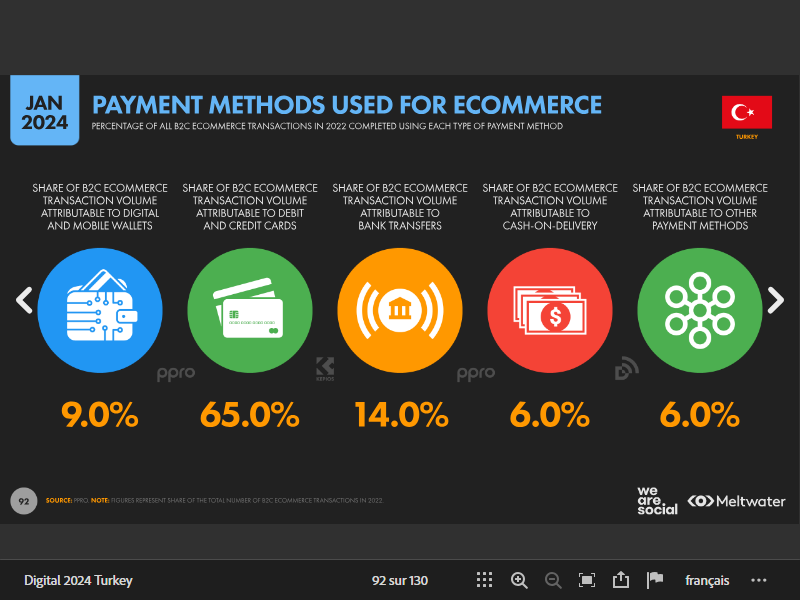 JAN
2024
PAYMENT METHODS USED FOR ECOMMERCE
PERCENTAGE OF ALL B2C ECOMMERCE TRANSACTIONS IN 2022 COMPLETED USING EACH TYPE OF PAYMENT METHOD
TURKEY
SHARE OF B2C ECOMMERCE
TRANSACTION VOLUME
ATTRIBUTABLE TO DIGITAL
AND MOBILE WALLETS
SHARE OF B2C ECOMMERCE
TRANSACTION VOLUME
ATTRIBUTABLE TO DEBIT
AND CREDIT CARDS
SHARE OF B2C ECOMMERCE
TRANSACTION VOLUME
ATTRIBUTABLE TO
BANK TRANSFERS
SHARE OF B2C ECOMMERCE
TRANSACTION VOLUME
ATTRIBUTABLE TO
CASH-ON-DELIVERY
SHARE OF B2C ECOMMERCE
TRANSACTION VOLUME
ATTRIBUTABLE TO OTHER
PAYMENT METHODS
$
ppro
KEPIOS
ppro
9.0%
65.0%
14.0%
6.0%
6.0%
92
SOURCE: PPRO. NOTE: FIGURES REPRESENT SHARE OF THE TOTAL NUMBER OF B2C ECOMMERCE TRANSACTIONS IN 2022.
we
are
social
Meltwater
Digital 2024 Turkey
92 sur 130
français